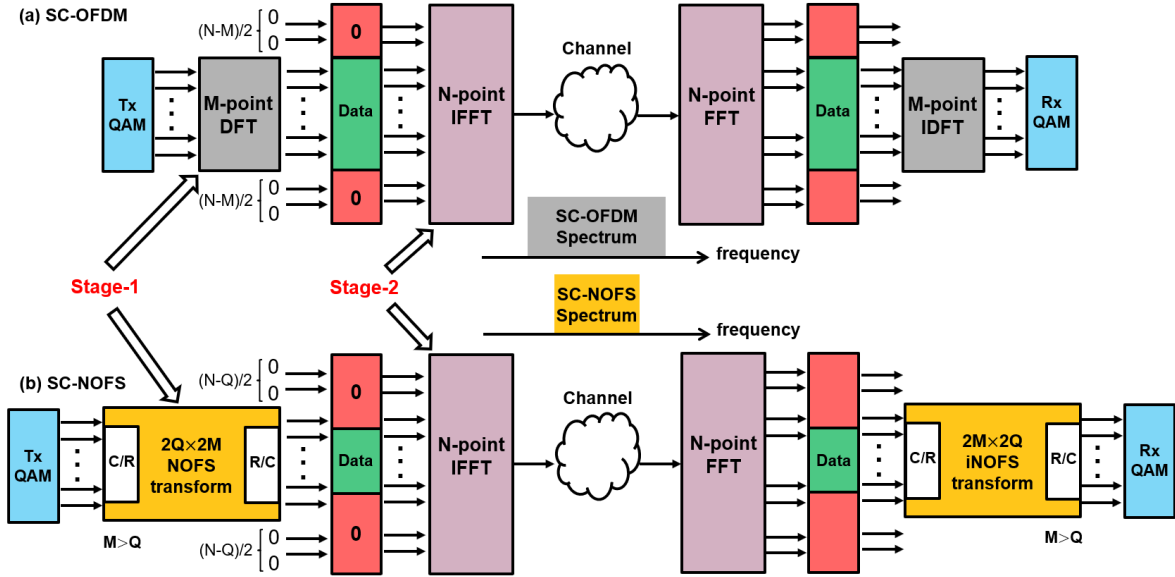 (a) SC-OFDM
(N-M)/2
0
0
0
Tx
QAM
M-point
DFT
Data
N-point
IFFT
Channel
N-point
FFT
Data
M-point
IDFT
Rx
QAM
(N-M)/2
0
0
0
SC-OFDM
Spectrum
frequency
Stage-1
Stage-2
SC-NOFS
Spectrum
frequency
(b) SC-NOFS
(N-Q)/2
0
0
0
Tx
QAM
C/R
2Q×2M
NOFS
transform
R/C
Data
N-point
IFFT
Channel
N-point
FFT
Data
C/R
2M×2Q
iNOFS
transform
R/C
Rx
QAM
M>Q
(N-Q)/2
0
0
0
M>Q